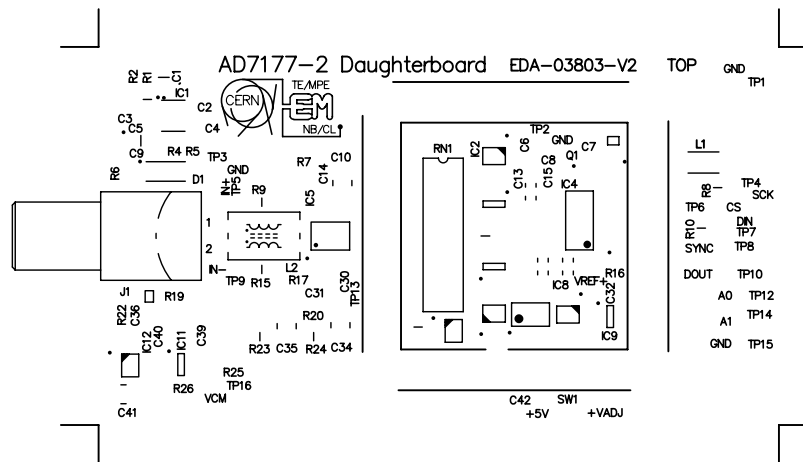 AD7177-2 Daughterboard EDA-03803-V2 TOP
GND
TP1
R2
R1
C1
IC1
C2
C3
C5
C4
C9
R4 R5
TP3
R6
D1
CERN
TE/MPE
EM
NB/CL
GND
IN+
TP5
R9
R7
C10
C14
IC5
1
2
IN-
TP9
R15
L2
R17
C31
C30
TP13
J1
R19
R22
C36
IC12
C40
IC11
C39
R20
R23
C35
R24
C34
R25
R26
TP16
VCM
C41
RN1
IC2
TP2
C6
GND
C7
C8
Q1
C13
C15
IC4
IC8
VREF+
R16
C32
IC9
C42
SW1
+5V
+VADJ
L1
R8
TP4
SCK
TP6
CS
DIN
R10
TP7
SYNC
TP8
DOUT
TP10
A0
TP12
TP14
A1
GND
TP15